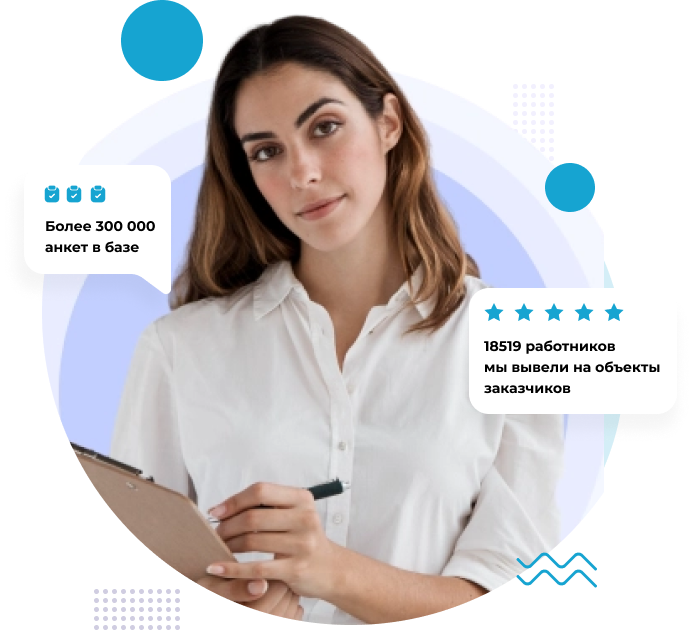 Более 300 000
анкет в базе
18519 работников
мы вывели на объекты
заказчиков